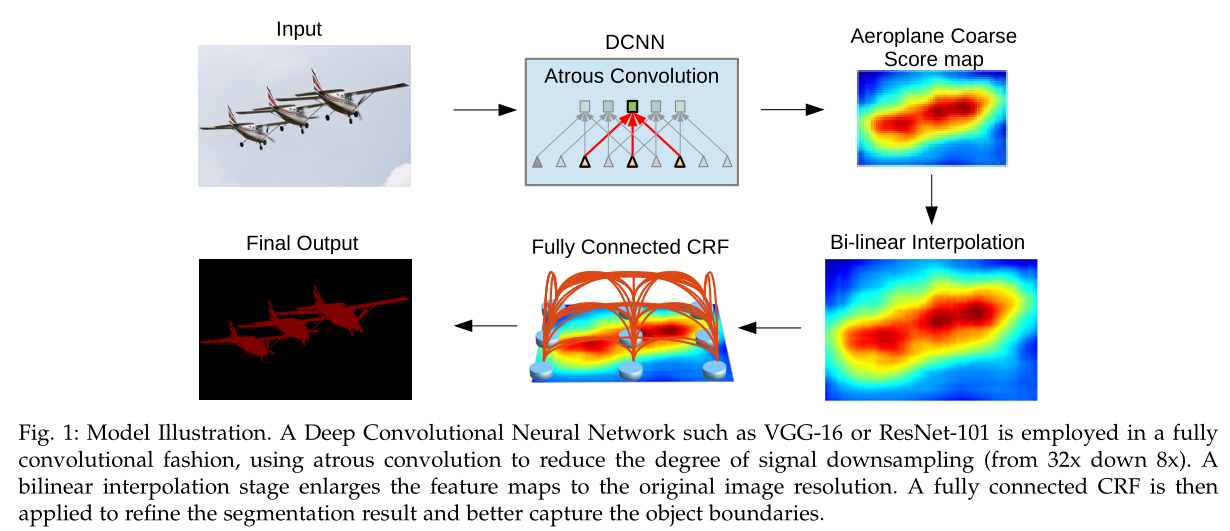 Input
DCNN
Atrous Convolution
Aeroplane Coarse
Score map
Bi-linear Interpolation
Fully Connected CRF
Final Output
Fig. 1: Model Illustration. A Deep Convolutional Neural Network such as VGG-16 or ResNet-101 is employed in a fully
convolutional fashion, using atrous convolution to reduce the degree of signal downsampling (from 32x down 8x). A
bilinear interpolation stage enlarges the feature maps to the original image resolution. A fully connected CRF is then
applied to refine the segmentation result and better capture the object boundaries.